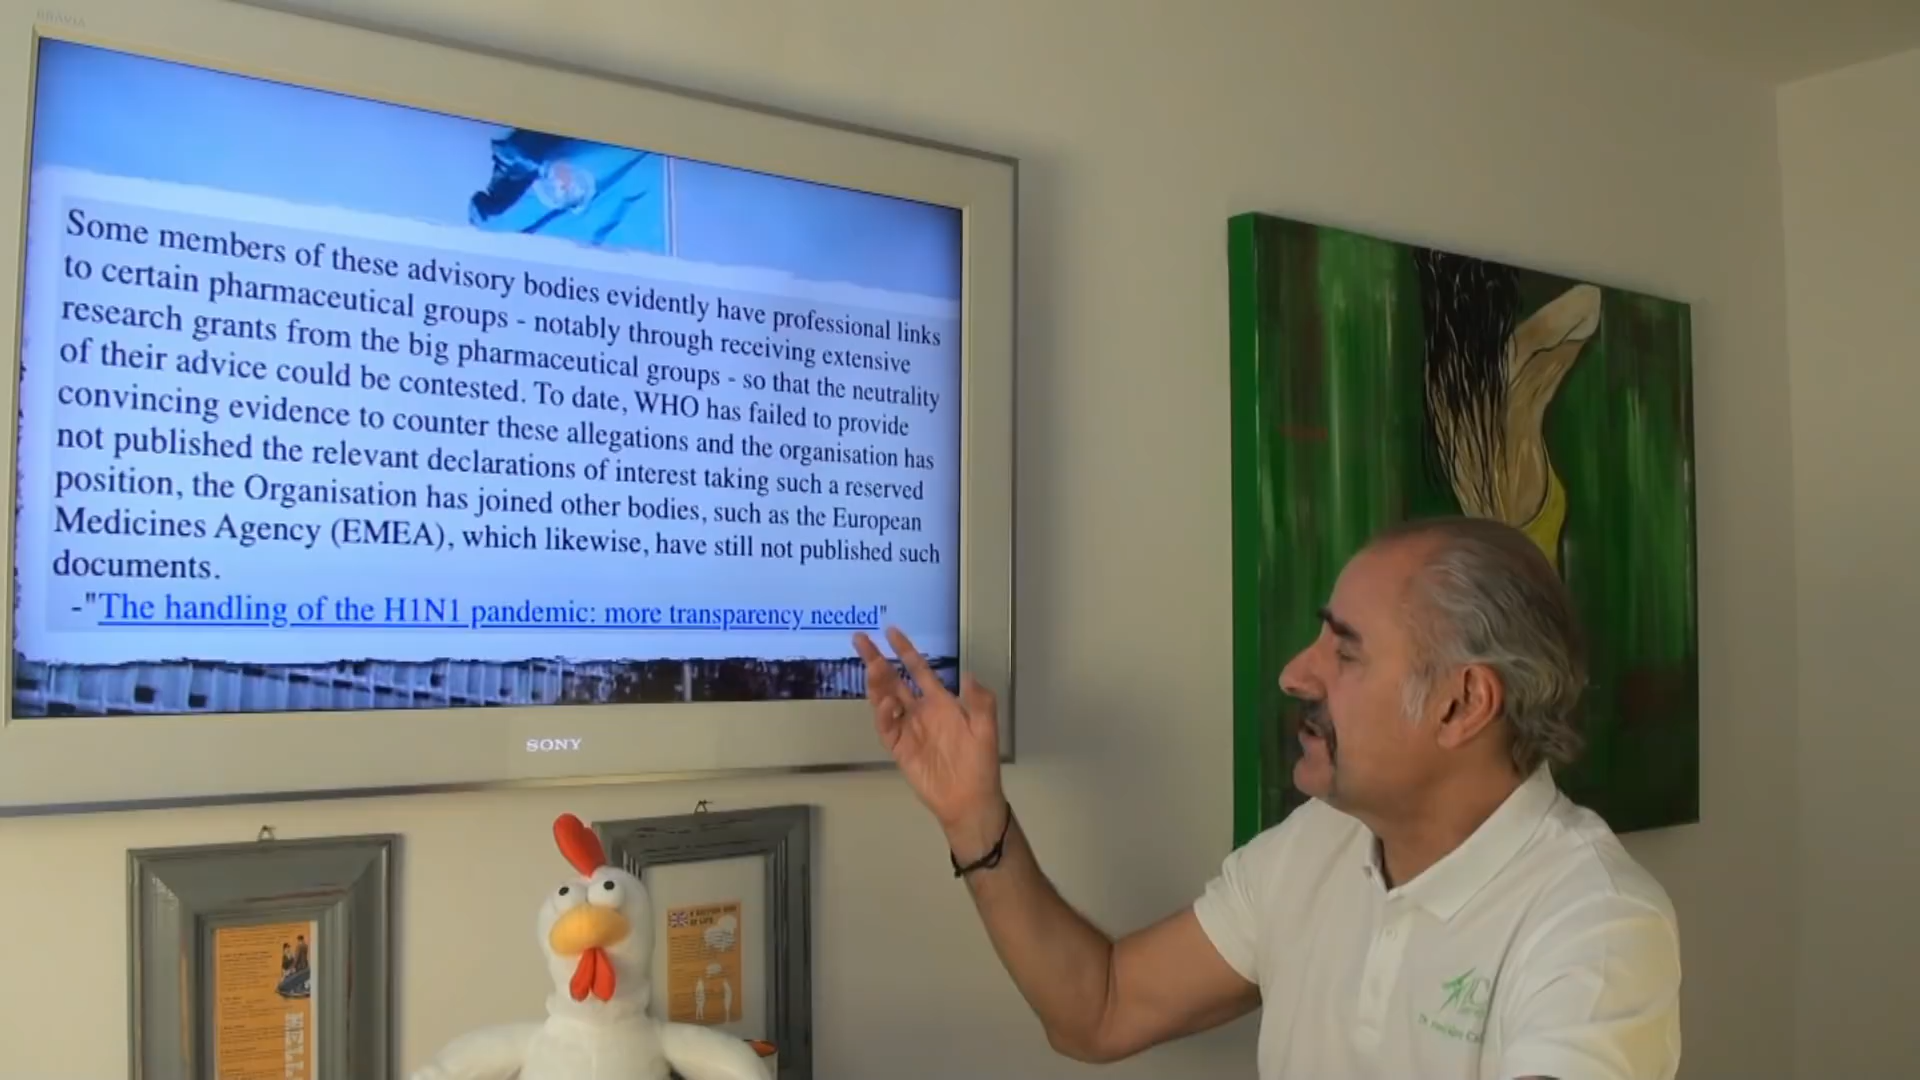 BRAVIA
Some members of these advisory bodies evidently have professional links
to certain pharmaceutical groups - notably through receiving extensive
research grants from the big pharmaceutical groups - so that the neutrality
of their advice could be contested. To date, WHO has failed to provide
convincing evidence to counter these allegations and the organisation has
not published the relevant declarations of interest taking such a reserved
position, the Organisation has joined other bodies, such as the European
Medicines Agency (EMEA), which likewise, have still not published such
documents.
-"The handling of the H1N1 pandemic: more transparency needed"
SONY